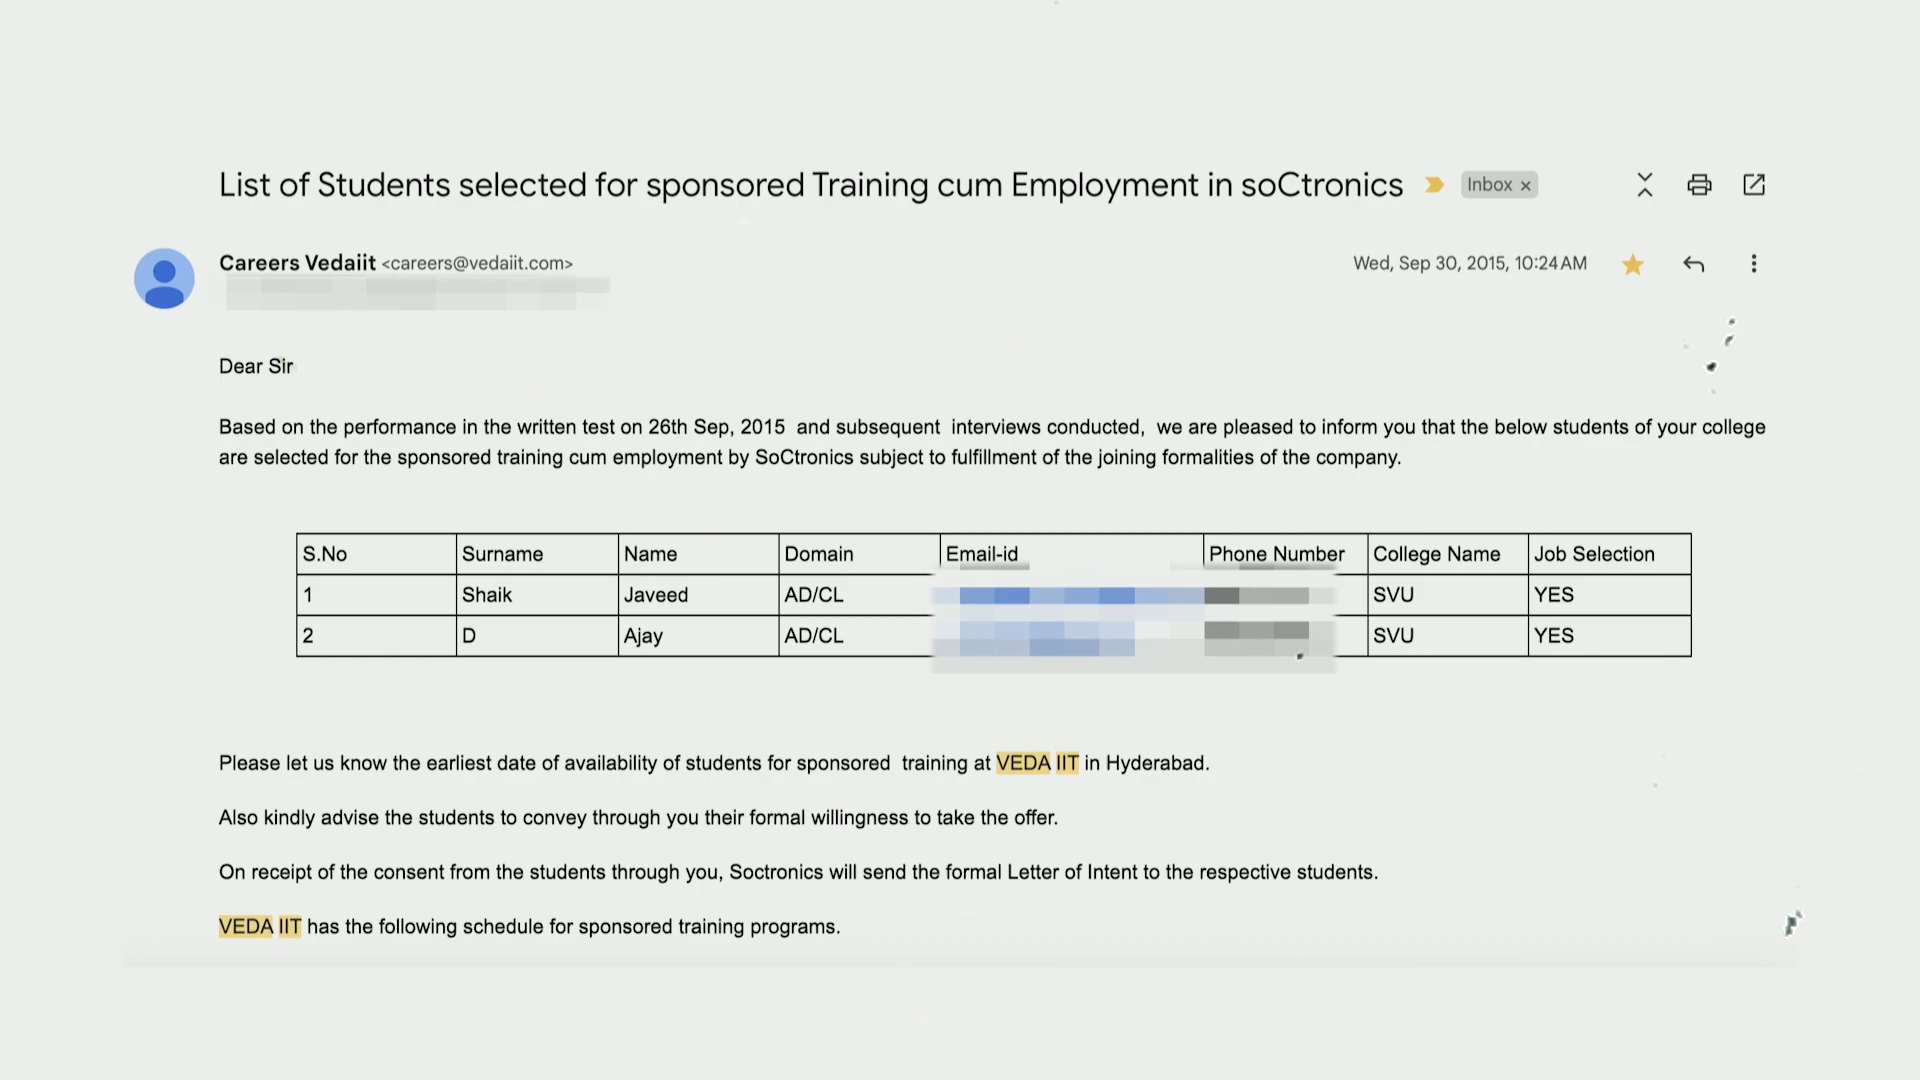 List of Students selected for sponsored Training cum Employment in soCtronics Inbox ×
Careers Vedaiit <careers@vedaiit.com> Wed, Sep 30, 2015, 10:24 AM
Dear Sir
Based on the performance in the written test on 26th Sep, 2015 and subsequent interviews conducted, we are pleased to inform you that the below students of your college
are selected for the sponsored training cum employment by SoCtronics subject to fulfillment of the joining formalities of the company.
S.No Surname Name Domain Email-id Phone Number College Name Job Selection
1 Shaik Javeed AD/CL SVU YES
2 D Ajay AD/CL SVU YES
Please let us know the earliest date of availability of students for sponsored training at VEDA IIT in Hyderabad.
Also kindly advise the students to convey through you their formal willingness to take the offer.
On receipt of the consent from the students through you, Soctronics will send the formal Letter of Intent to the respective students.
VEDA IIT has the following schedule for sponsored training programs.